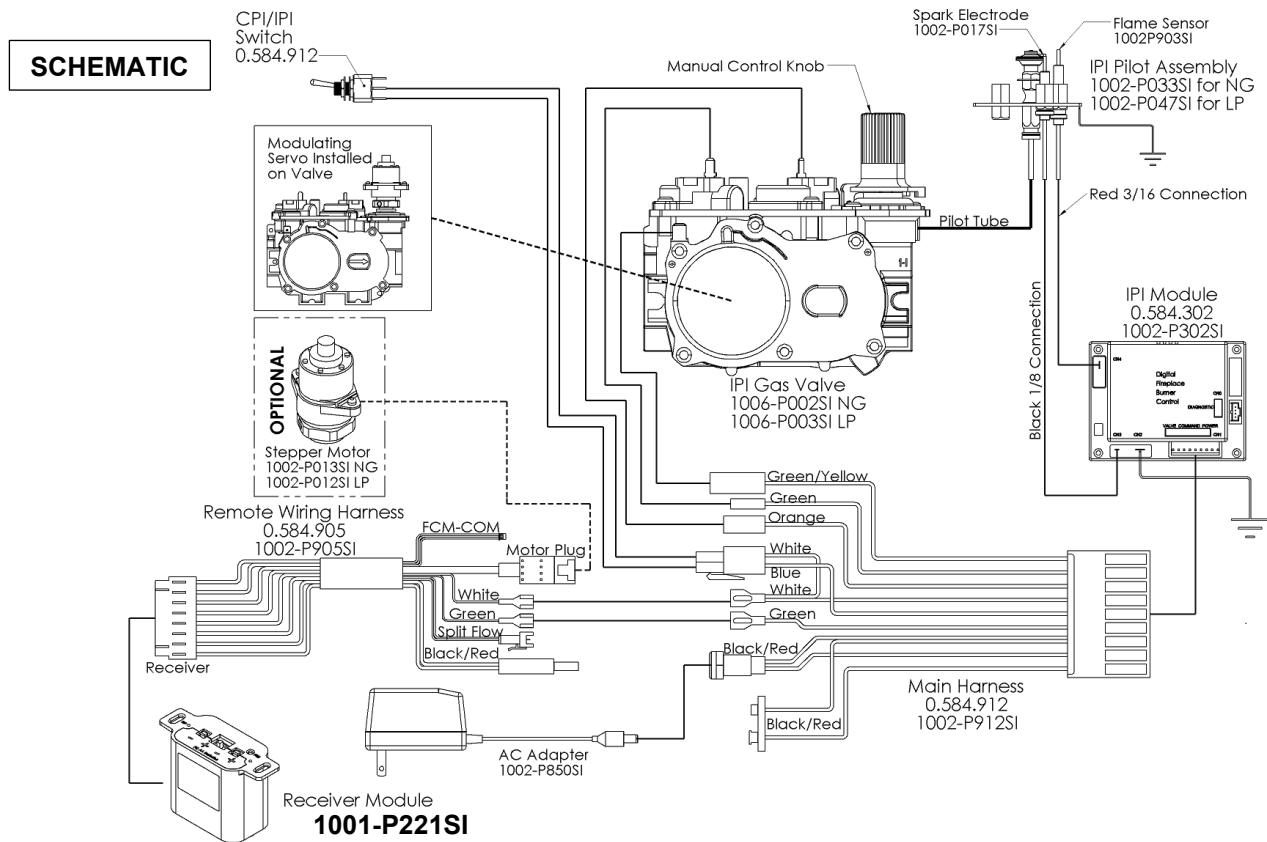 SCHEMATIC
CPI/IPI
Switch
0.584.912
Modulating
Servo Installed
on Valve
OPTIONAL
Stepper Motor
1002-P013SI NG
1002-P012SI LP
Manual Control Knob
Spark Electrode
1002-P017SI
Flame Sensor
1002P903SI
IPI Pilot Assembly
1002-P033SI for NG
1002-P047SI for LP
Red 3/16 Connection
Pilot Tube
Black 1/8 Connection
IPI Module
0.584.302
1002-P302SI
Digital
Fireplace
Burner
Control
DIAGNOSTIC
VALVE COMMAND POWER
CN3
CN2
CN1
IPI Gas Valve
1006-P002SI NG
1006-P003SI LP
Green/Yellow
Green
Orange
White
Blue
White
Green
Black/Red
Black/Red
Main Harness
0.584.912
1002-P912SI
Remote Wiring Harness
0.584.905
1002-P905SI
FCM-COM
Motor Plug
White
Green
Split Flow
Black/Red
Receiver
AC Adapter
1002-P850SI
Receiver Module
1001-P221SI